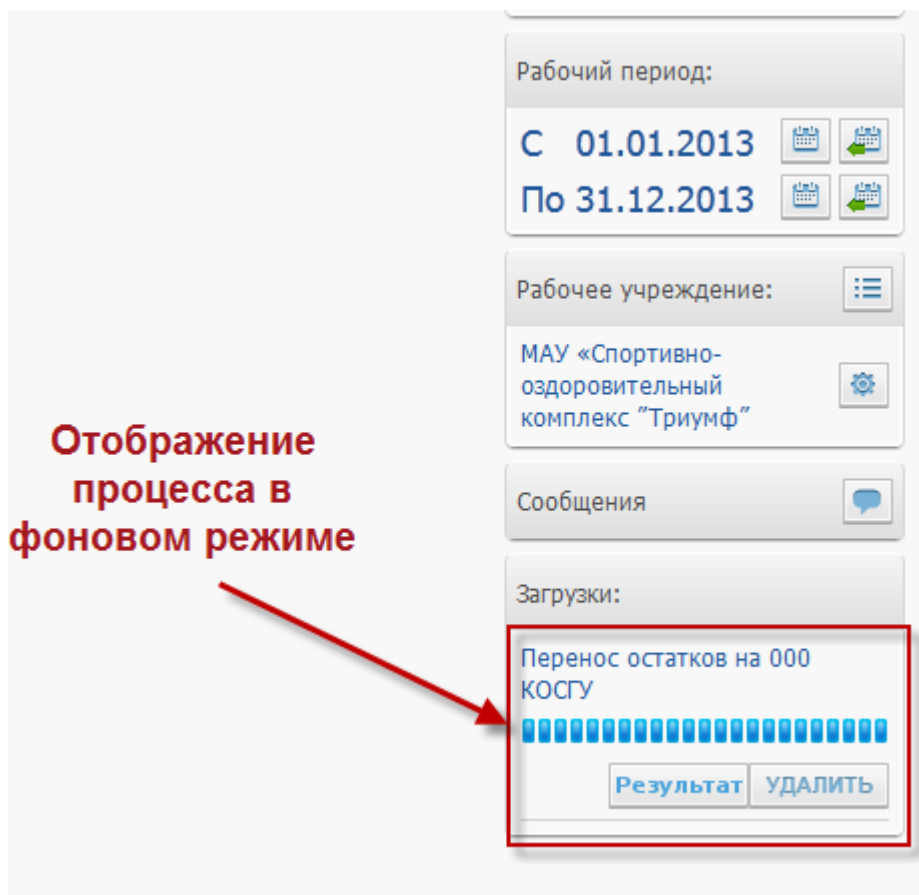 Рабочий период:
С 01.01.2013
По 31.12.2013
Рабочее учреждение:
МАУ «Спортивно-
оздоровительный
комплекс "Триумф"
Отображение
процесса в
фоновом режиме
Сообщения
Загрузки:
Перенос остатков на 000
КОСГУ
Результат УДАЛИТЬ